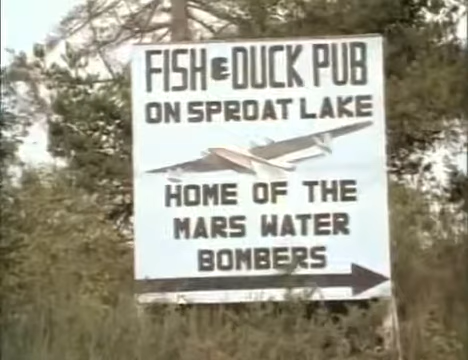 FISH & DUCK PUB
ON SPROAT LAKE
HOME OF THE
MARS WATER
BOMBERS